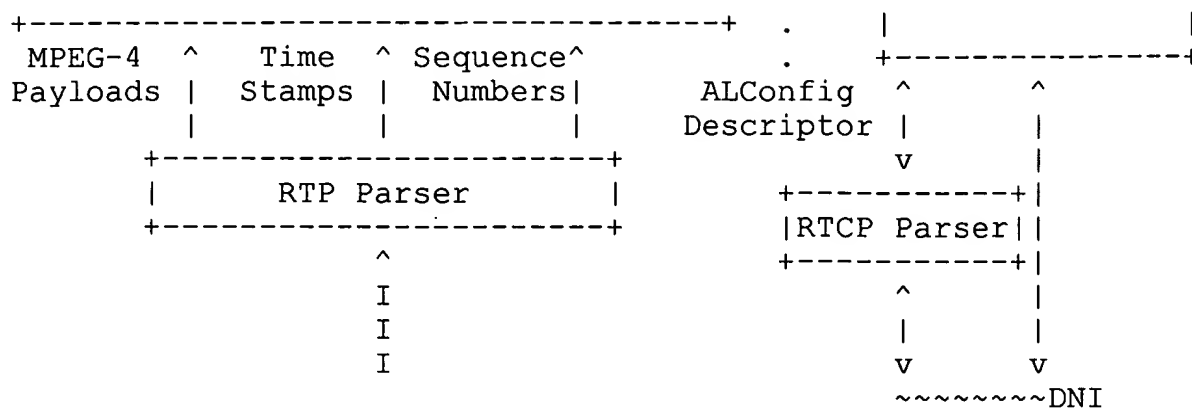 MPEG-4 Time Sequence
Payloads Stamps Numbers ALConfig
Descriptor
RTP Parser
RTCP Parser
I
I
I
DNI